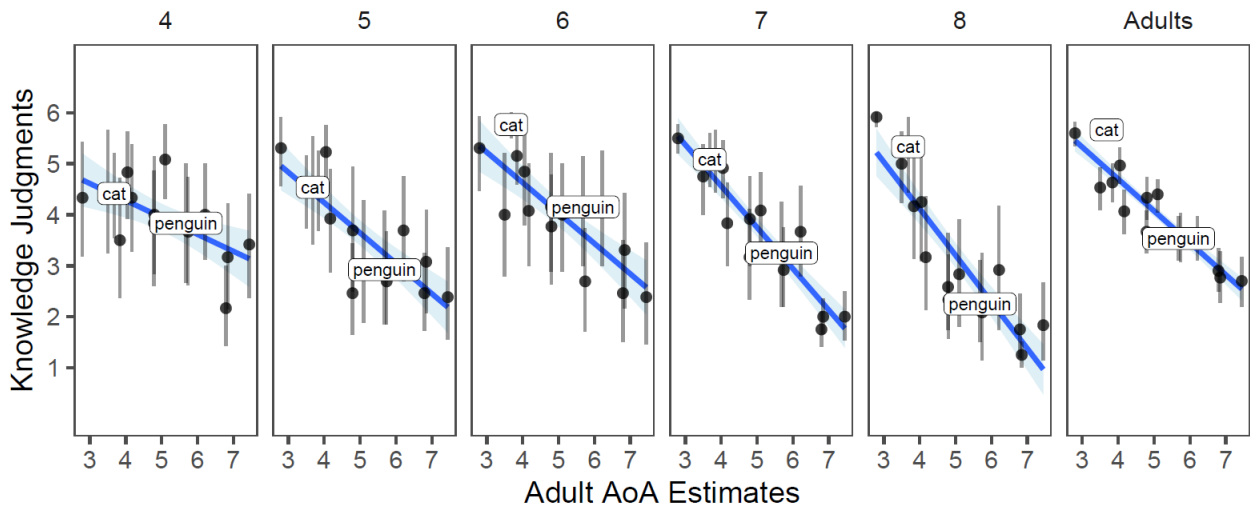 4 5 6 7 8 Adults
Knowledge Judgments
6
5
4
3
2
1
cat penguin
cat penguin
cat penguin
cat penguin
cat penguin
cat penguin
3 4 5 6 7 3 4 5 6 7 3 4 5 6 7 3 4 5 6 7 3 4 5 6 7 3 4 5 6 7
Adult AoA Estimates